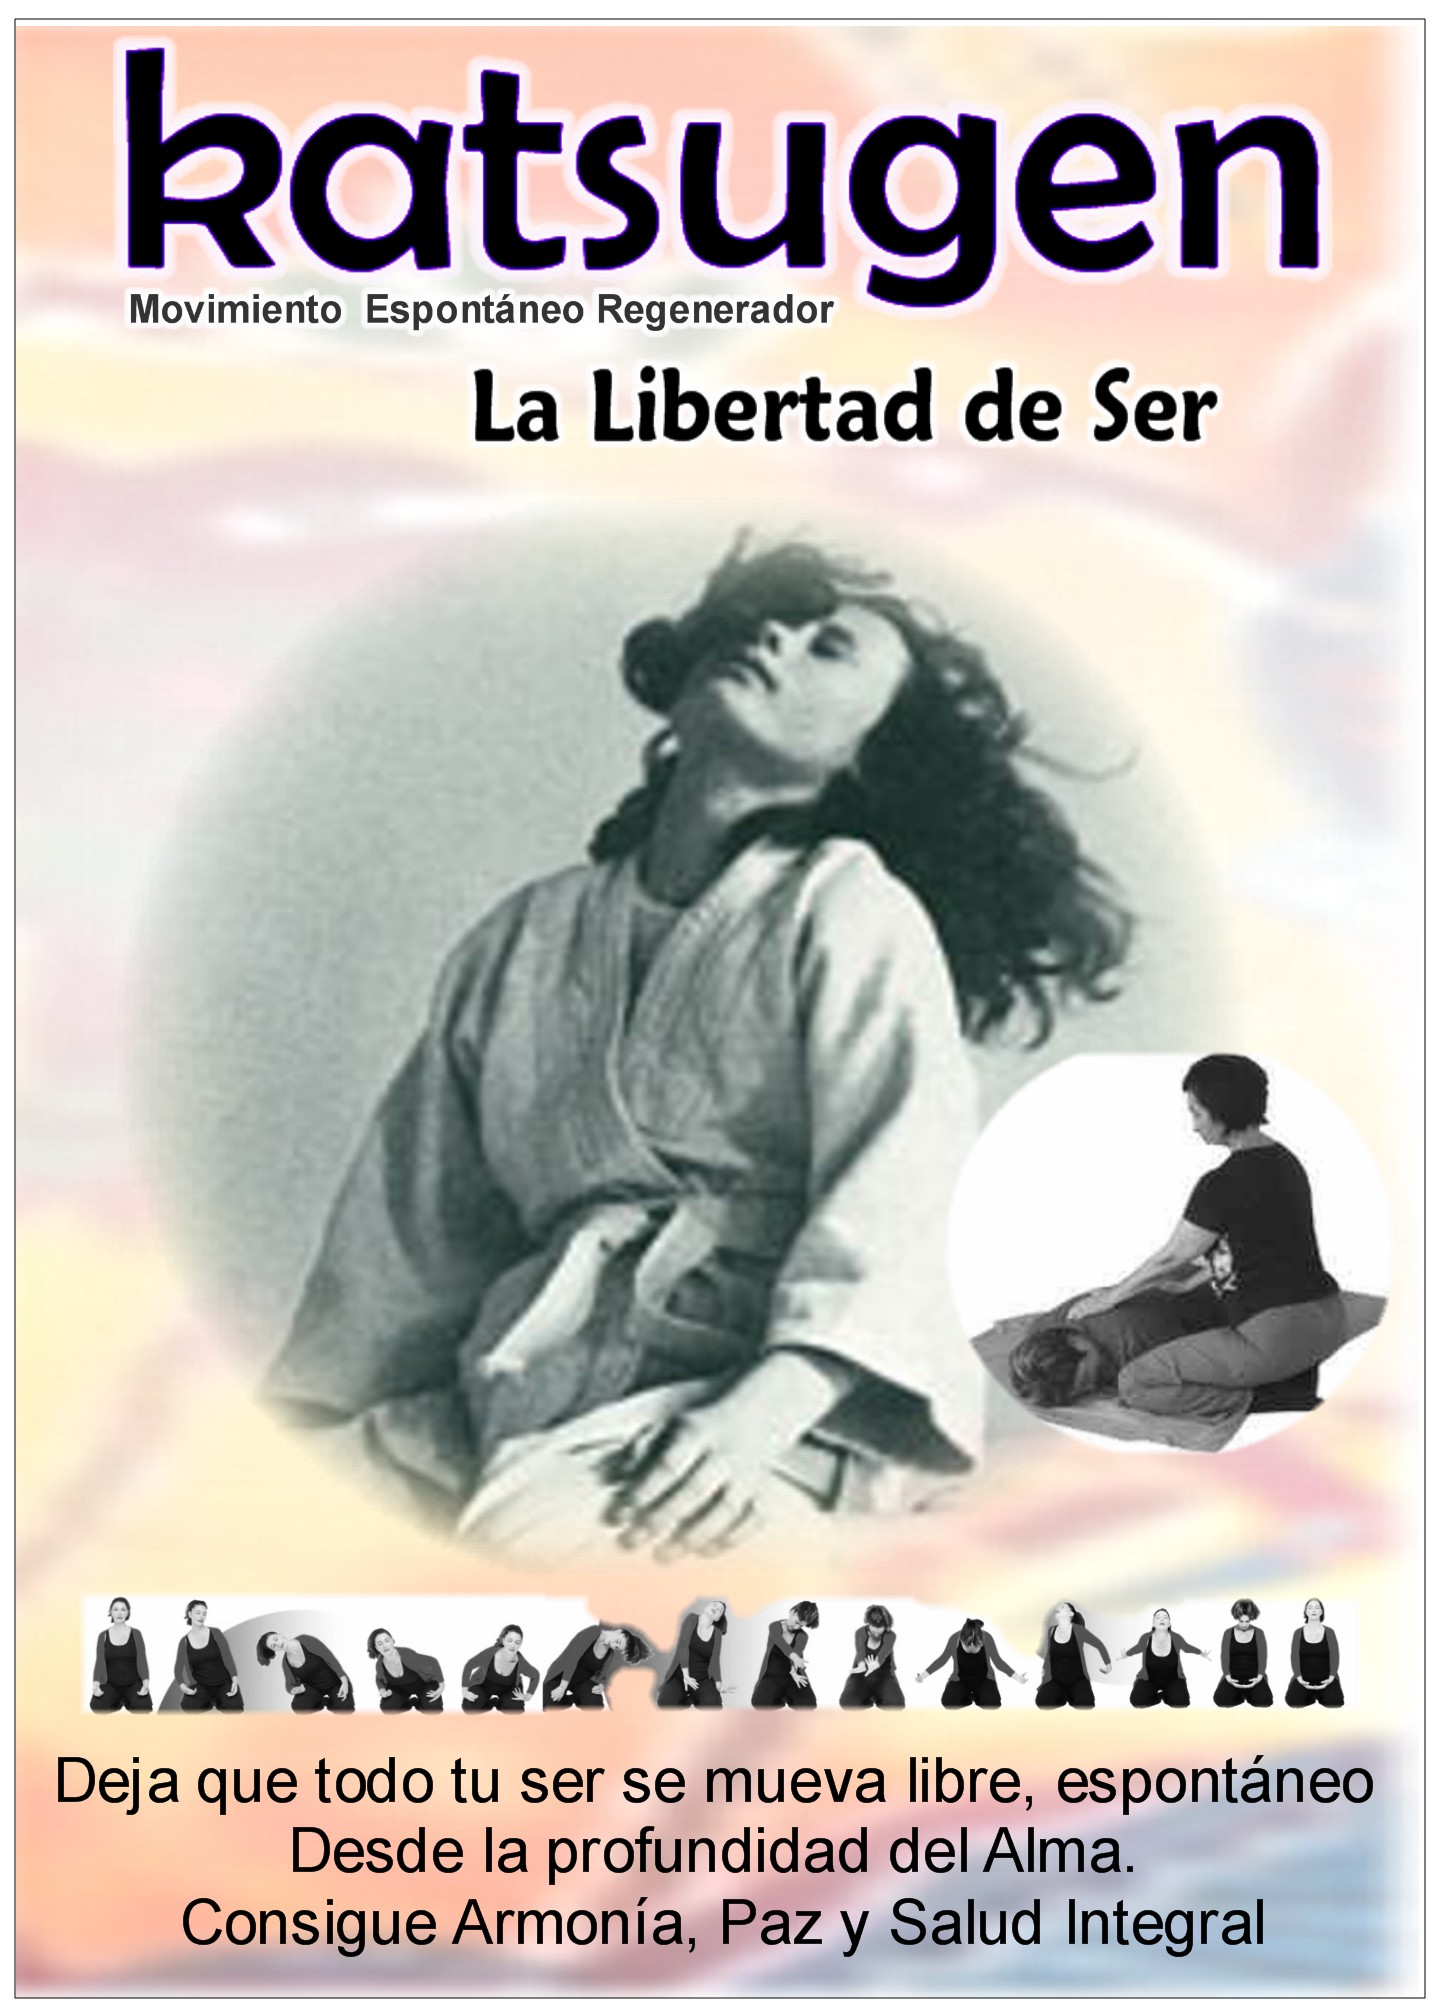 katsugen
Movimiento Espontáneo Regenerador
La Libertad de Ser
Deja que todo tu ser se mueva libre, espontáneo
Desde la profundidad del Alma.
Consigue Armonía, Paz y Salud Integral